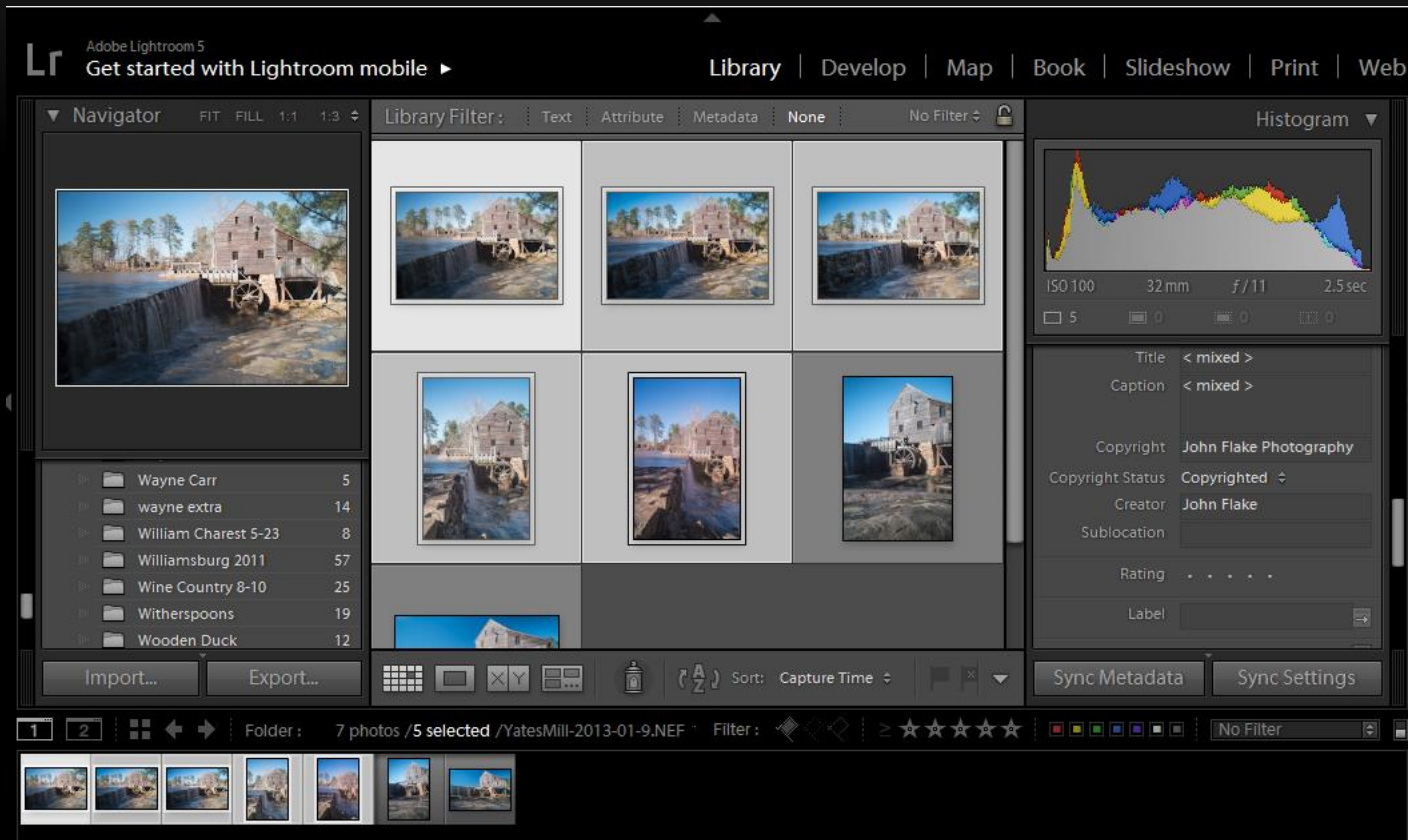 Lr
Adobe Lightroom 5
Get started with Lightroom mobile ►
Library | Develop | Map | Book | Slideshow | Print | Web
Navigator FIT FILL 1:1 1:3
Wayne Carr 5
wayne extra 14
William Charest 5-23 8
Williamsburg 2011 57
Wine Country 8-10 25
Witherspoons 19
Wooden Duck 12
Import... Export...
Library Filter : Text Attribute Metadata None No Filter
XY
AZ
Sort: Capture Time
Histogram
ISO 100 32 mm ƒ / 11 2.5 sec
5 0 0 0
Title < mixed >
Caption < mixed >
Copyright John Flake Photography
Copyright Status Copyrighted
Creator John Flake
Sublocation
Rating . . . . .
Label
Sync Metadata Sync Settings
1 2 Folder : 7 photos / 5 selected / YatesMill-2013-01-9.NEF Filter : ≥ ★★★★★ No Filter